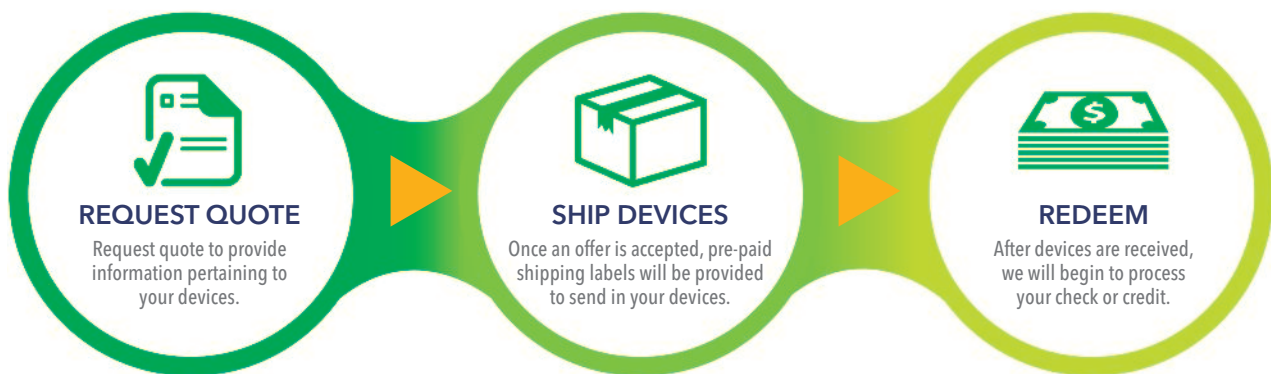 REQUEST QUOTE
Request quote to provide
information pertaining to
your devices.
SHIP DEVICES
Once an offer is accepted, pre-paid
shipping labels will be provided
to send in your devices.
$
REDEEM
After devices are received,
we will begin to process
your check or credit.